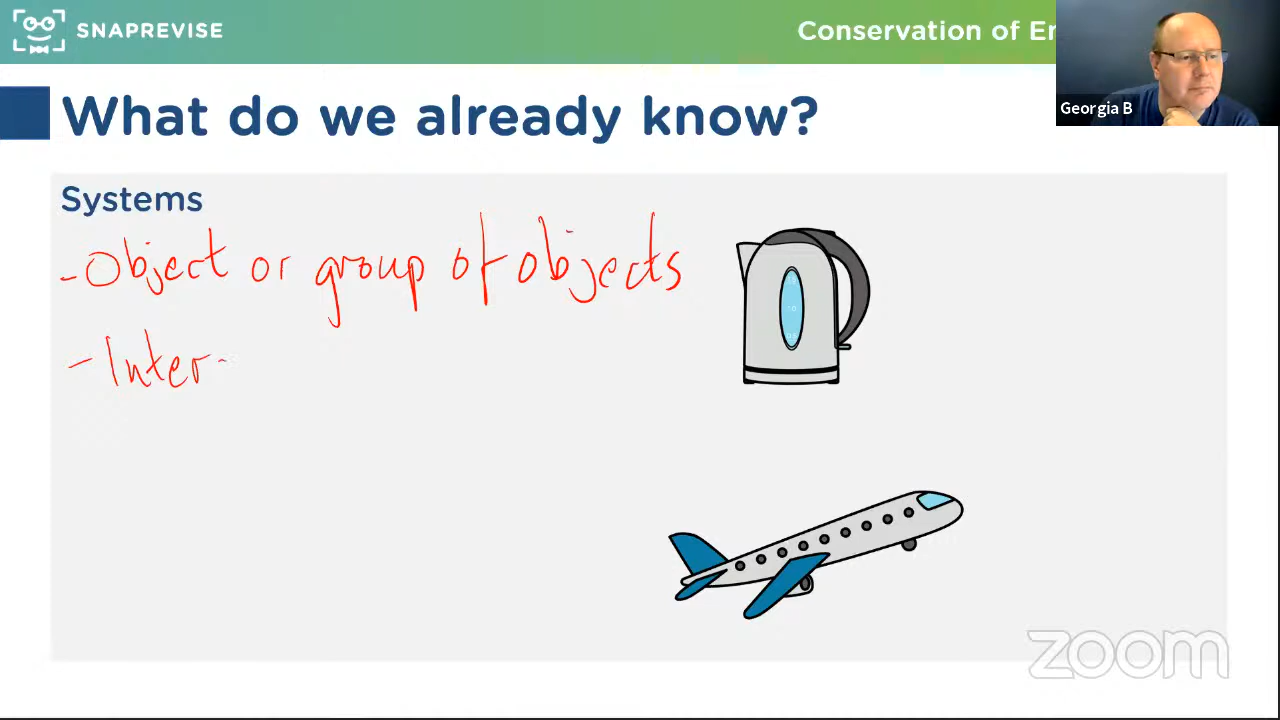 SNAPREVISE
Conservation of En
Georgia B
What do we already know?
Systems
- Object or group of objects
- Inter-
zoom